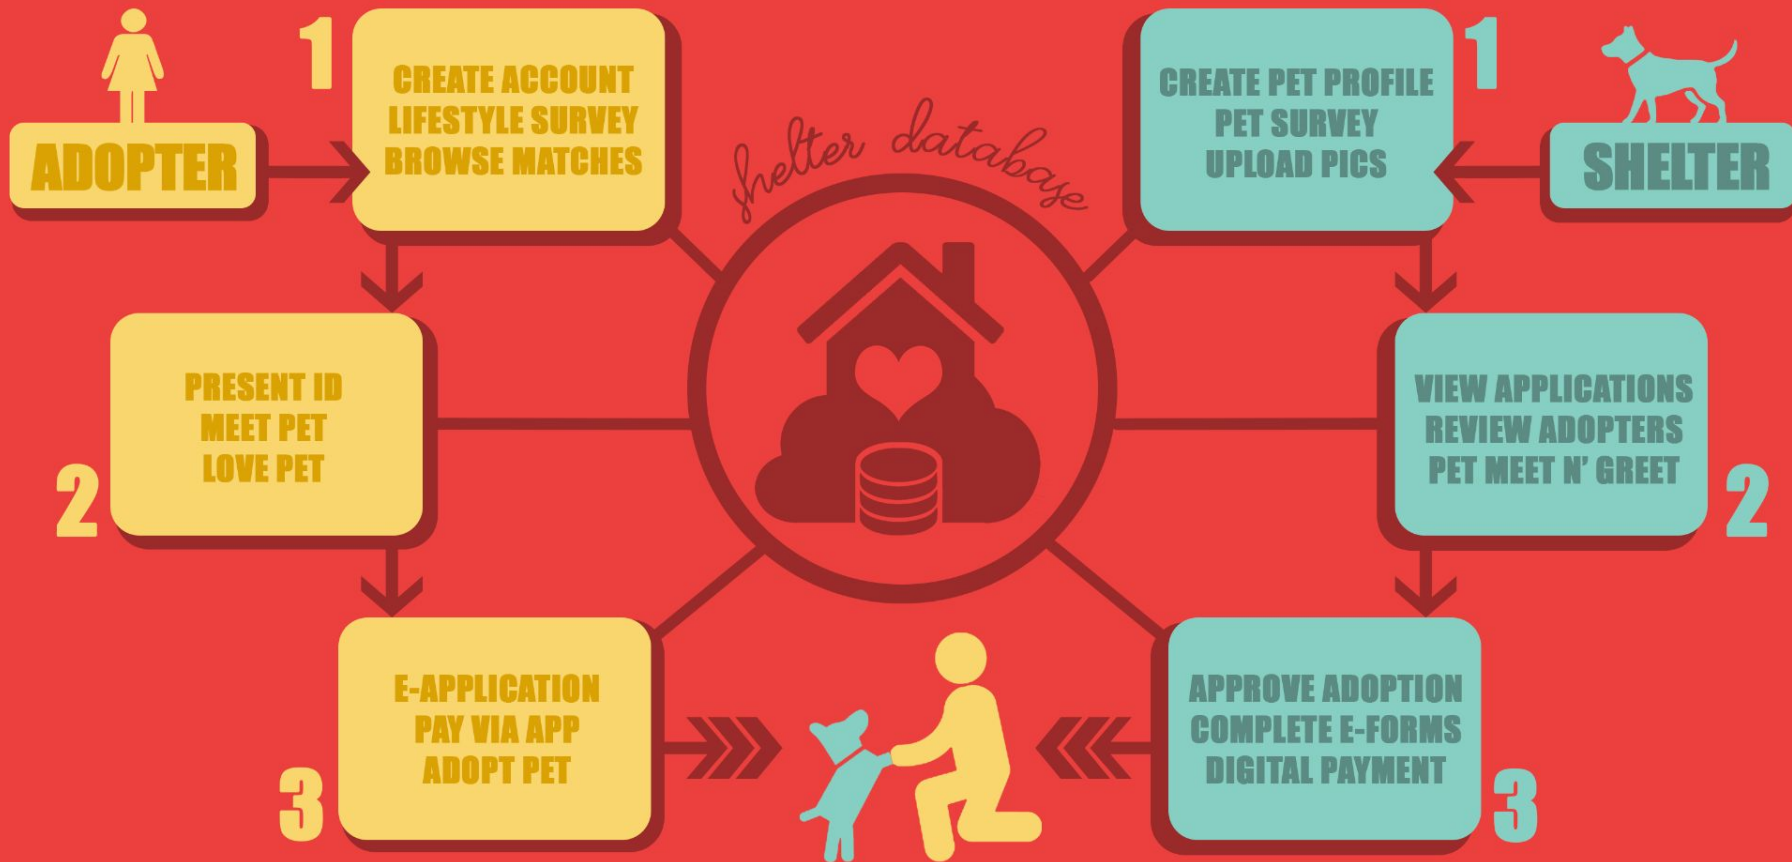 ADOPTER
1
CREATE ACCOUNT
LIFESTYLE SURVEY
BROWSE MATCHES
2
PRESENT ID
MEET PET
LOVE PET
3
E-APPLICATION
PAY VIA APP
ADOPT PET
shelter database
SHELTER
1
CREATE PET PROFILE
PET SURVEY
UPLOAD PICS
2
VIEW APPLICATIONS
REVIEW ADOPTERS
PET MEET N' GREET
3
APPROVE ADOPTION
COMPLETE E-FORMS
DIGITAL PAYMENT